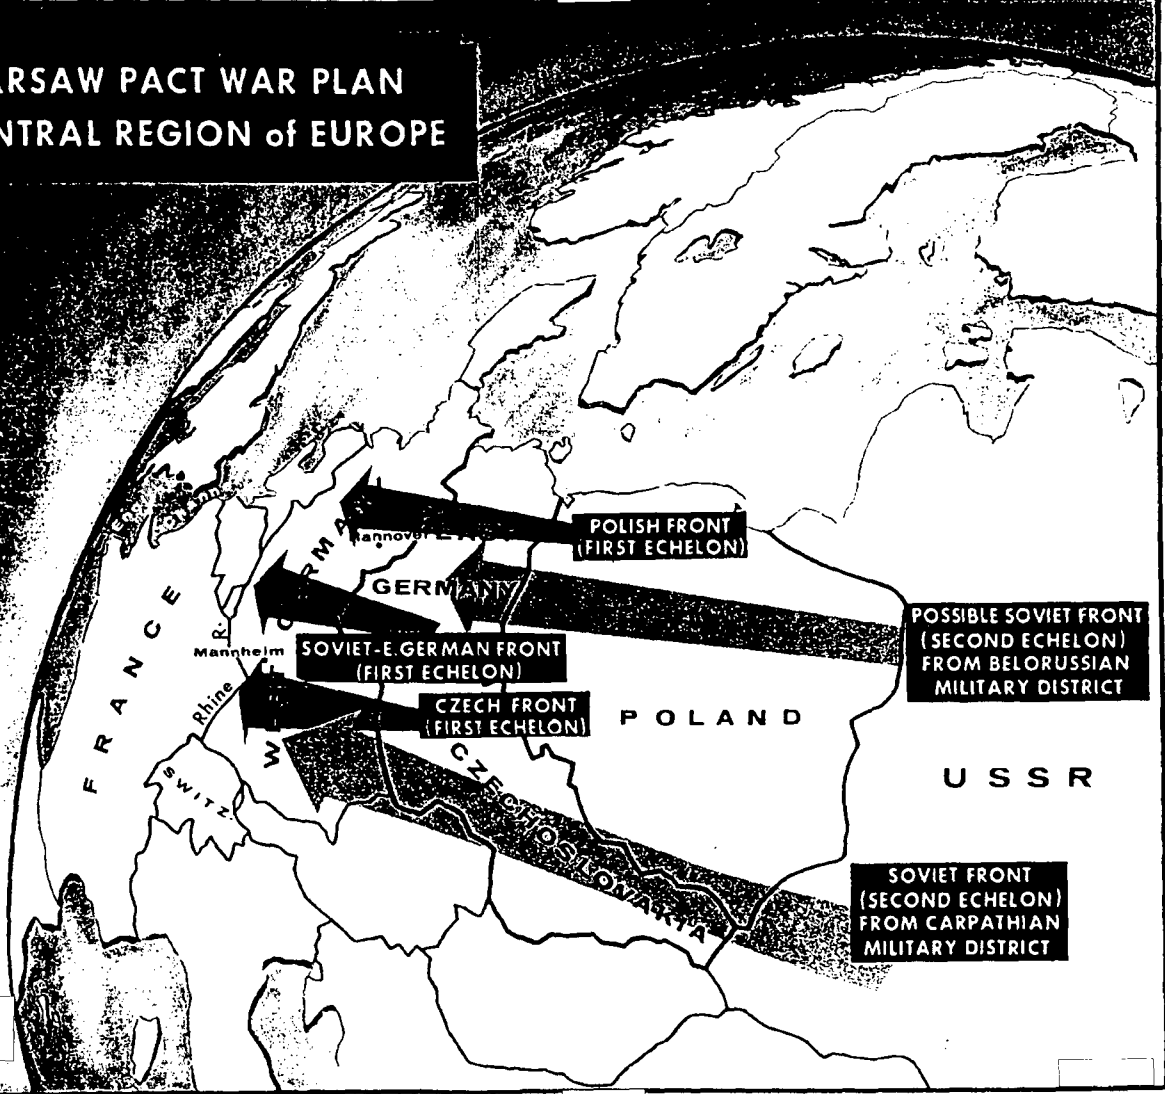 ARSAW PACT WAR PLAN
NTRAL REGION of EUROPE
POLISH FRONT
(FIRST ECHELON)
Hannover
GERMANY
POSSIBLE SOVIET FRONT
(SECOND ECHELON)
FROM BELORUSSIAN
MILITARY DISTRICT
R.
Mannheim
SOVIET-E.GERMAN FRONT
(FIRST ECHELON)
FRANCE
Rhine
CZECH FRONT
(FIRST ECHELON)
POLAND
USSR
SWITZ.
CZECHOSLOVAKIA
SOVIET FRONT
(SECOND ECHELON)
FROM CARPATHIAN
MILITARY DISTRICT